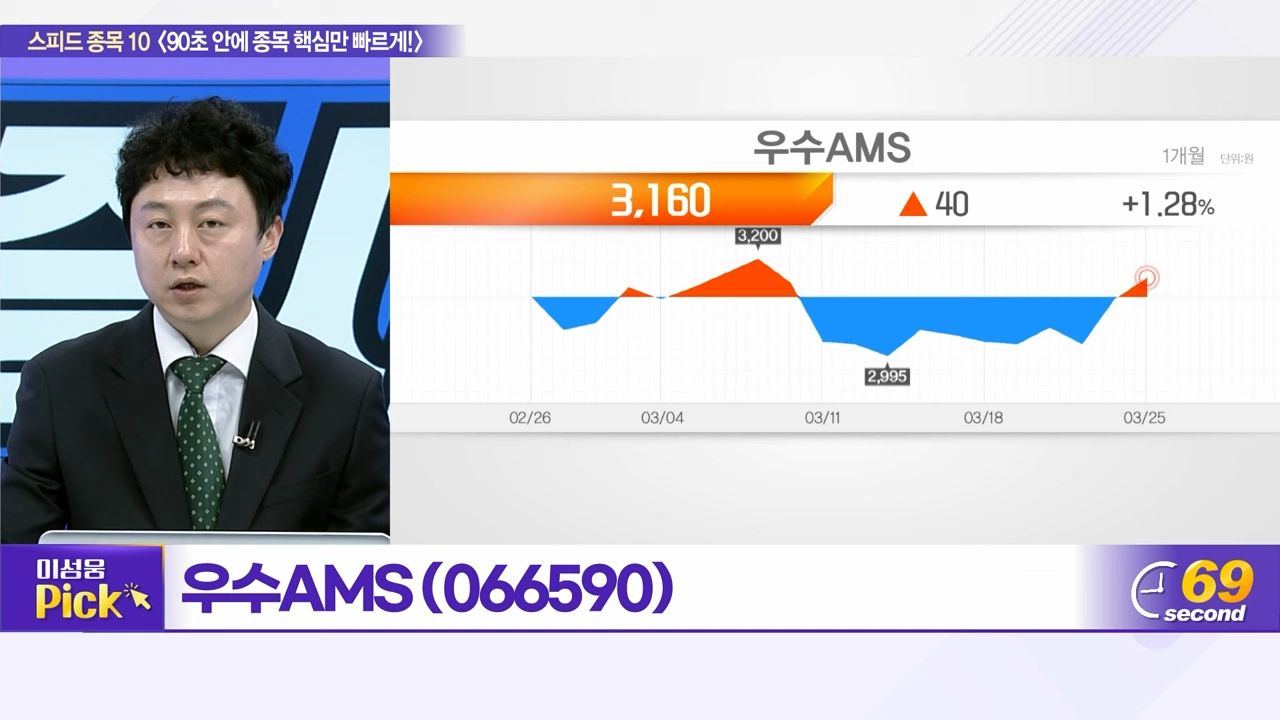 스피드 종목 10 <90초 안에 종목 핵심만 빠르게!>
우수AMS
1개월 단위:원
3,160 ▲ 40 +1.28%
3,200
2,995
02/26 03/04 03/11 03/18 03/25
이성웅
Pick
우수AMS (066590)
69
second